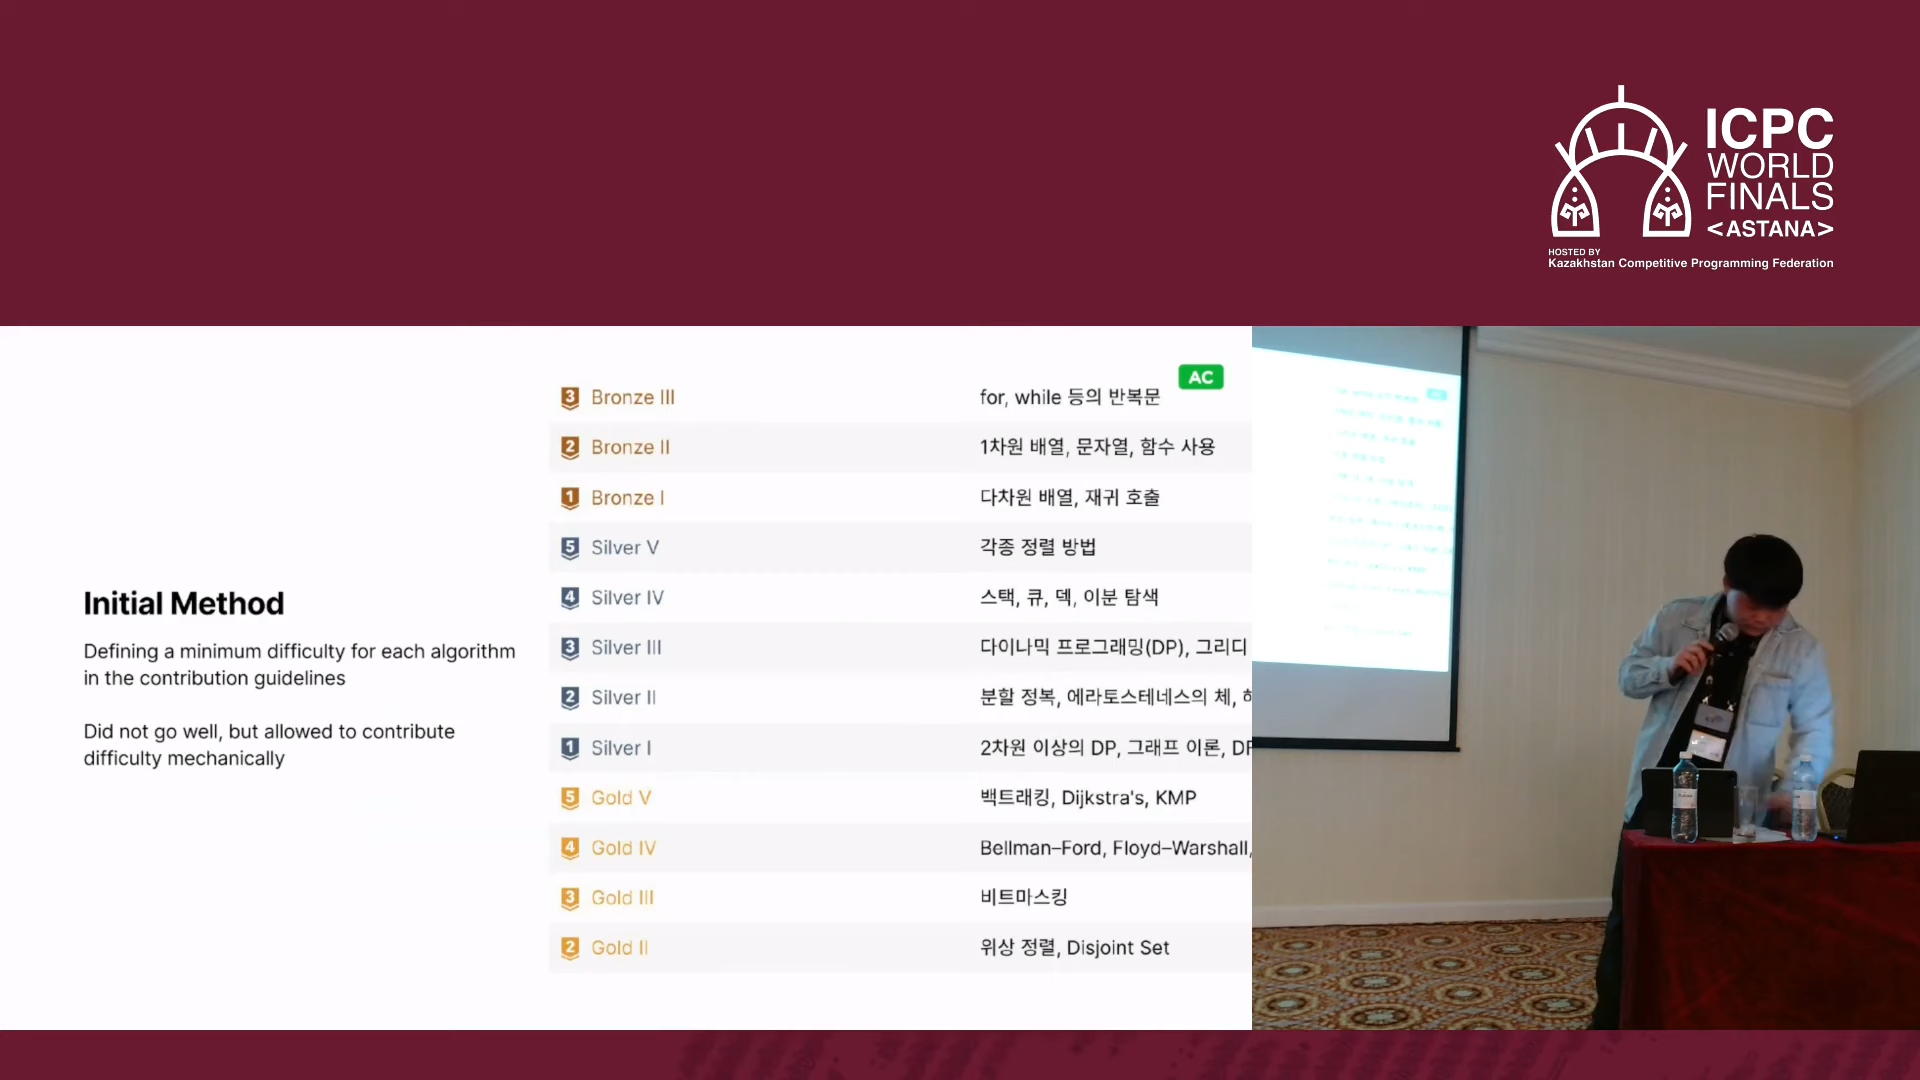 ICPC
WORLD
FINALS
<ASTANA>
HOSTED BY
Kazakhstan Competitive Programming Federation
Initial Method
Defining a minimum difficulty for each algorithm
in the contribution guidelines
Did not go well, but allowed to contribute
difficulty mechanically
AC
3 Bronze III for, while 등의 반복문
2 Bronze II 1차원 배열, 문자열, 함수 사용
1 Bronze I 다차원 배열, 재귀 호출
5 Silver V 각종 정렬 방법
4 Silver IV 스택, 큐, 덱, 이분 탐색
3 Silver III 다이나믹 프로그래밍(DP), 그리디
2 Silver II 분할 정복, 에라토스테네스의 체,
1 Silver I 2차원 이상의 DP, 그래프 이론,
5 Gold V 백트래킹, Dijkstra's, KMP
4 Gold IV Bellman–Ford, Floyd–Warshall,
3 Gold III 비트마스킹
2 Gold II 위상 정렬, Disjoint Set